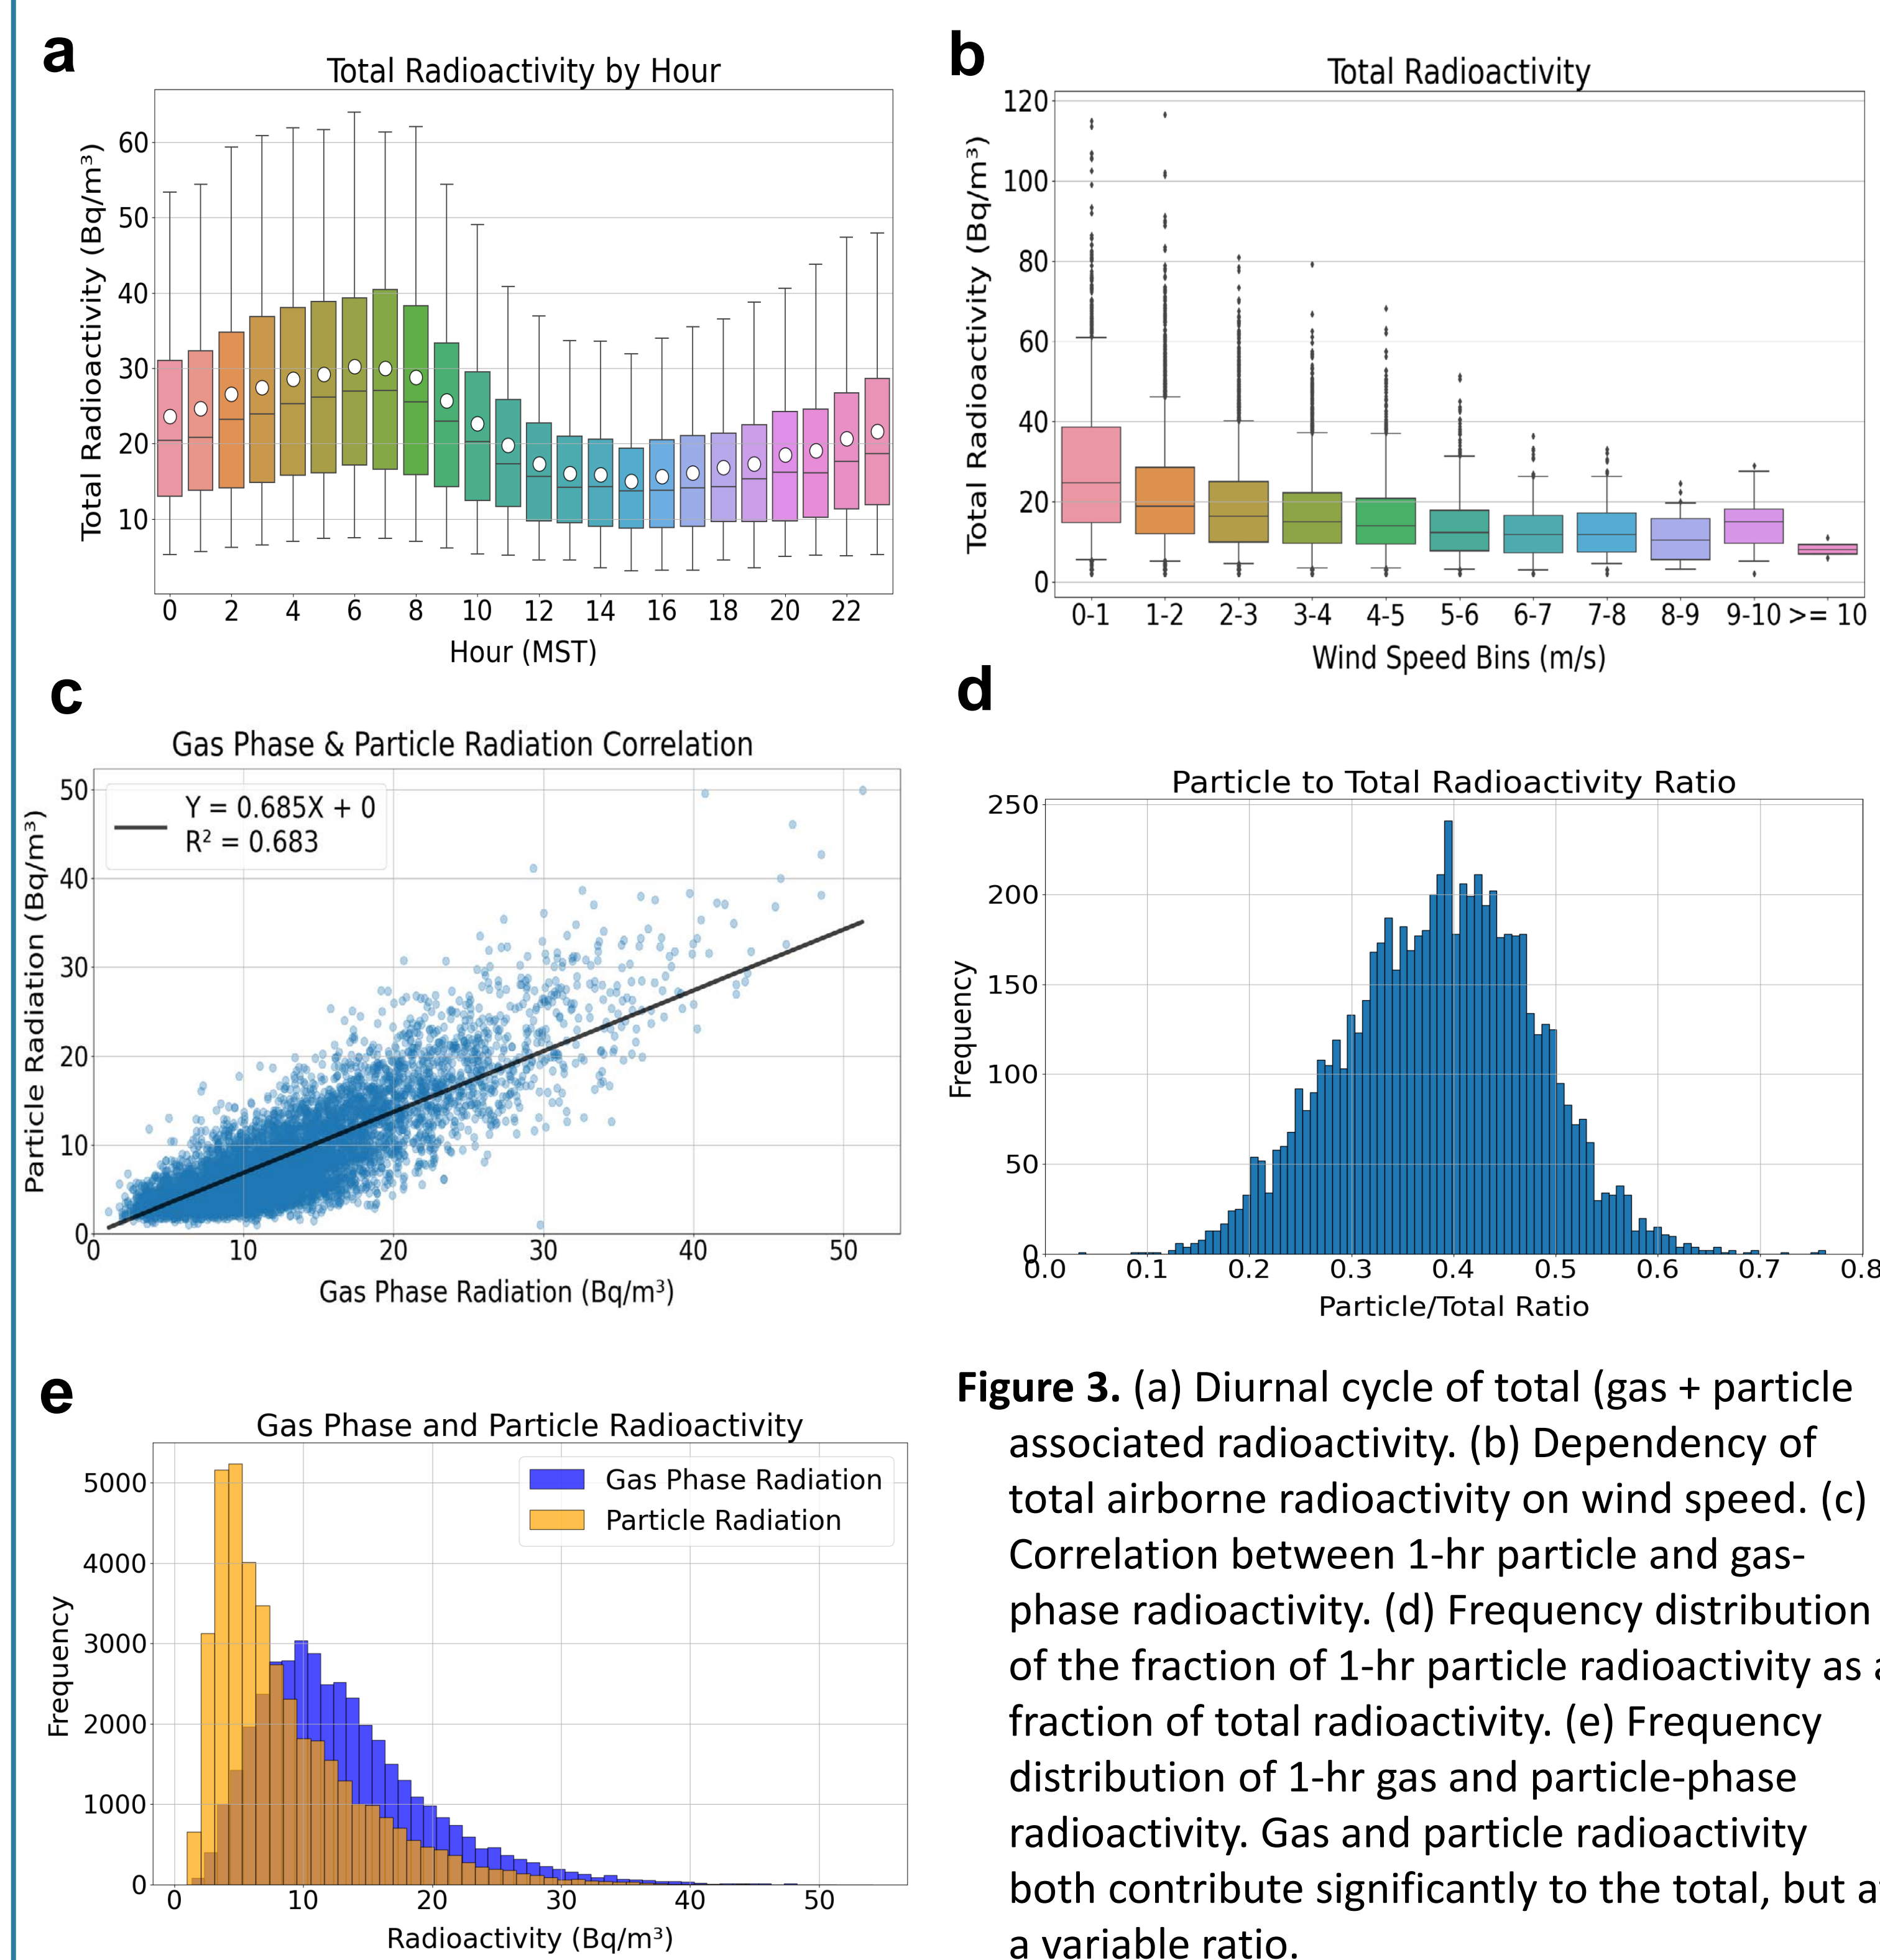 a
Total Radioactivity by Hour
Total Radioactivity (Bq/m³)
60
50
40
30
20
10
0 2 4 6 8 10 12 14 16 18 20 22
Hour (MST)
b
Total Radioactivity
Total Radioactivity (Bq/m³)
120
100
80
60
40
20
0
0-1 1-2 2-3 3-4 4-5 5-6 6-7 7-8 8-9 9-10 >= 10
Wind Speed Bins (m/s)
c
Gas Phase & Particle Radiation Correlation
Y = 0.685X + 0
R² = 0.683
Particle Radiation (Bq/m³)
50
40
30
20
10
0
0 10 20 30 40 50
Gas Phase Radiation (Bq/m³)
d
Particle to Total Radioactivity Ratio
Frequency
250
200
150
100
50
0
0.0 0.1 0.2 0.3 0.4 0.5 0.6 0.7 0.8
Particle/Total Ratio
e
Gas Phase and Particle Radioactivity
Gas Phase Radiation
Particle Radiation
Frequency
5000
4000
3000
2000
1000
0
0 10 20 30 40 50
Radioactivity (Bq/m³)
Figure 3. (a) Diurnal cycle of total (gas + particle
associated radioactivity. (b) Dependency of
total airborne radioactivity on wind speed. (c)
Correlation between 1-hr particle and gas-
phase radioactivity. (d) Frequency distribution
of the fraction of 1-hr particle radioactivity as a
fraction of total radioactivity. (e) Frequency
distribution of 1-hr gas and particle-phase
radioactivity. Gas and particle radioactivity
both contribute significantly to the total, but at
a variable ratio.